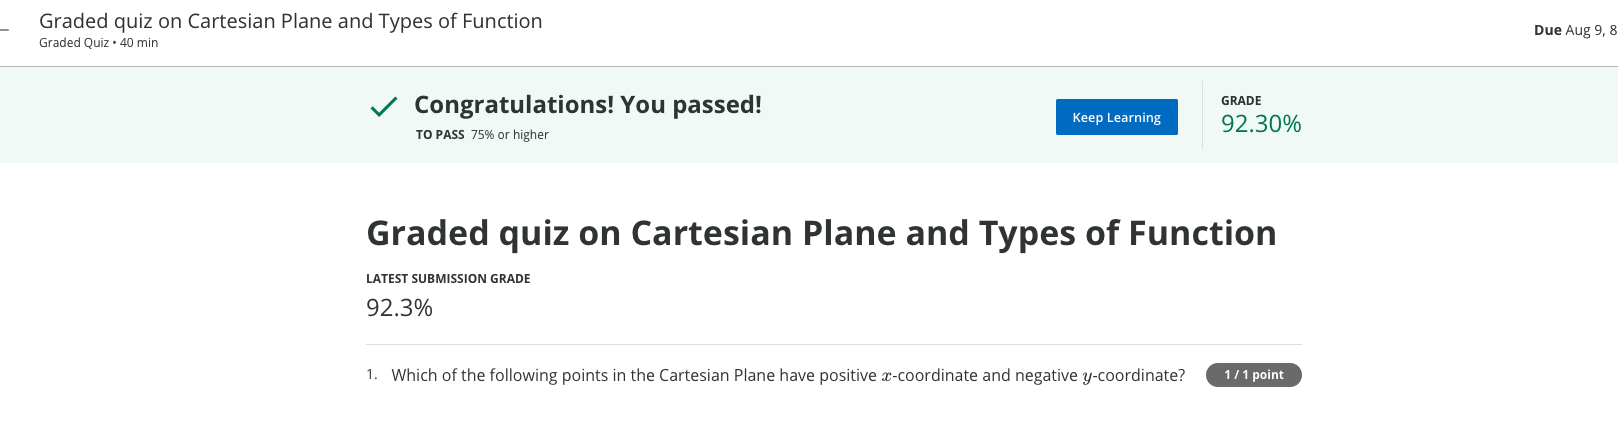 Graded quiz on Cartesian Plane and Types of Function
Graded Quiz • 40 min
Due Aug 9, 8
Congratulations! You passed!
TO PASS 75% or higher
Keep Learning
GRADE
92.30%
Graded quiz on Cartesian Plane and Types of Function
LATEST SUBMISSION GRADE
92.3%
1. Which of the following points in the Cartesian Plane have positive x-coordinate and negative y-coordinate?
1 / 1 point